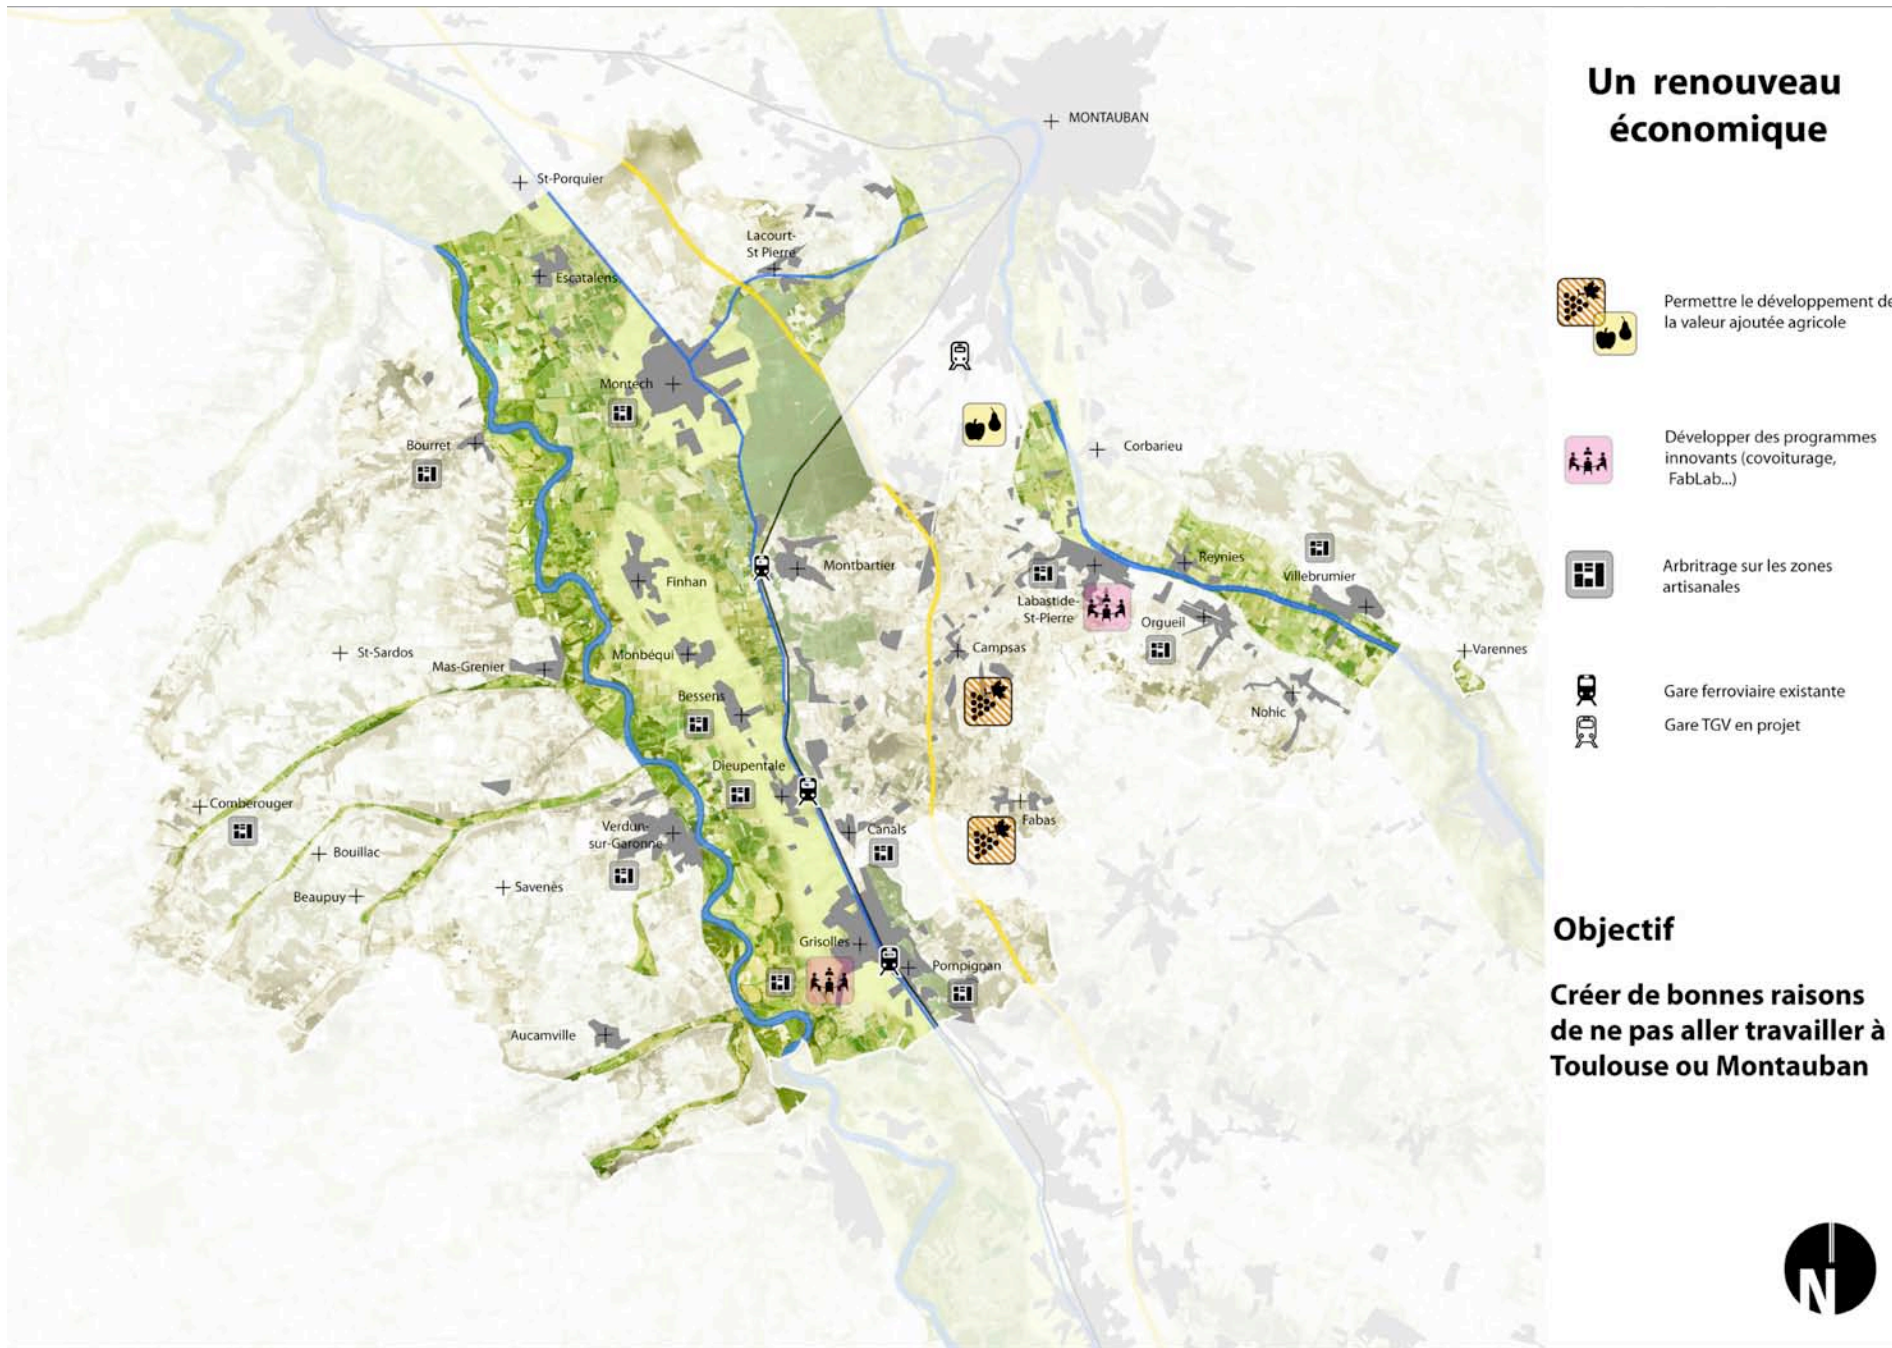 Un renouveau
économique
MONTAUBAN
St-Porquier
Lacourt-
St Pierre
Escatalens
Montech
Bourret
Corbarieu
Finhan
Montbartier
Reynies
Villebrumier
Labastide-
St-Pierre
Orgueil
St-Sardos
Mas-Grenier
Monbéqui
Campsas
Varennes
Bessens
Nohic
Dieupentale
Comberouger
Fabas
Verdun-
sur-Garonne
Canals
Bouillac
Beaupuy
Savenès
Grisolles
Pompignan
Aucamville
Permettre le développement de
la valeur ajoutée agricole
Développer des programmes
innovants (covoiturage,
FabLab...)
Arbritrage sur les zones
artisanales
Gare ferroviaire existante
Gare TGV en projet
Objectif
Créer de bonnes raisons
de ne pas aller travailler à
Toulouse ou Montauban
N